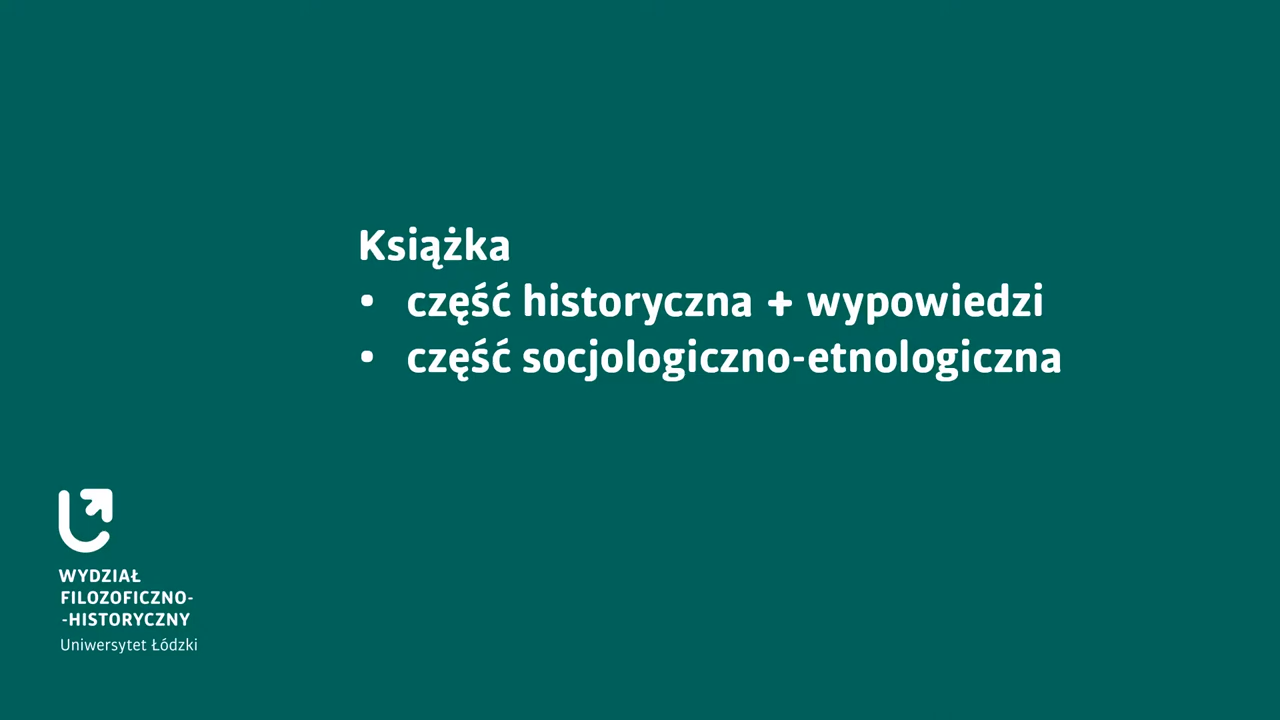 Książka
• część historyczna + wypowiedzi
• część socjologiczno-etnologiczna
WYDZIAŁ
FILOZOFICZNO-
-HISTORYCZNY
Uniwersytet Łódzki